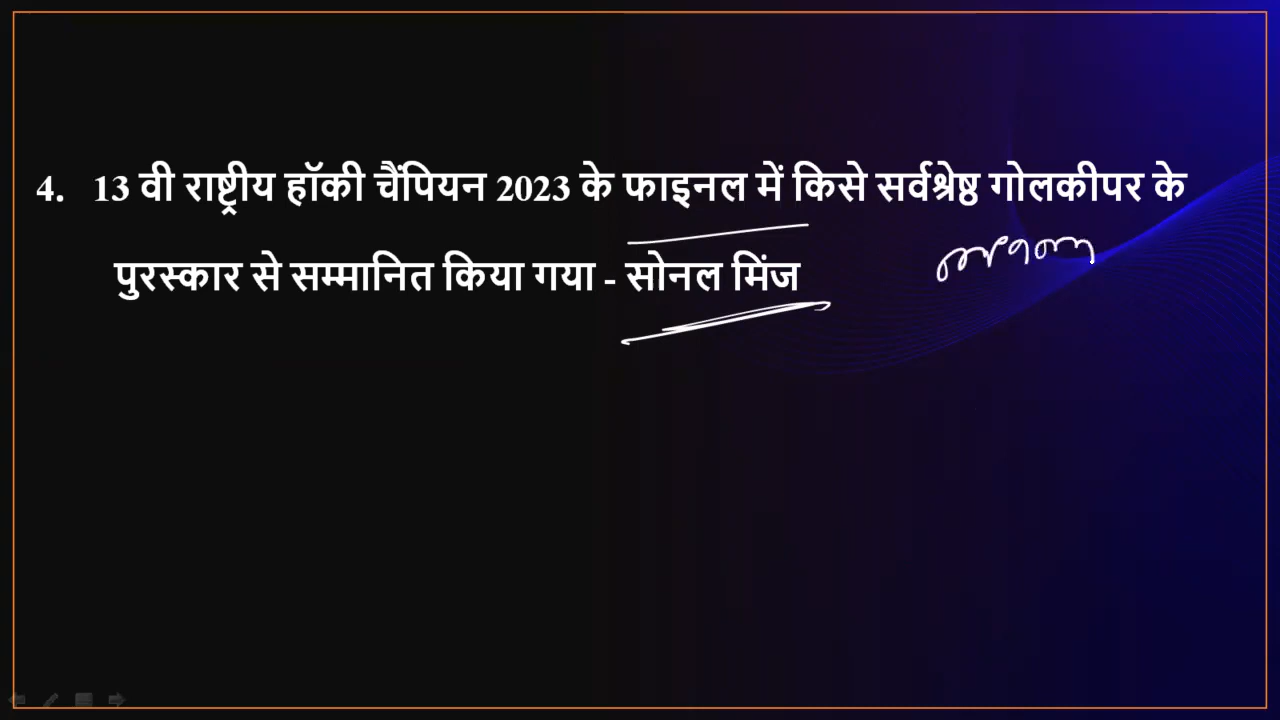 4. 13 वी राष्ट्रीय हॉकी चैंपियन 2023 के फाइनल में किसे सर्वश्रेष्ठ गोलकीपर के
पुरस्कार से सम्मानित किया गया - सोनल मिंज